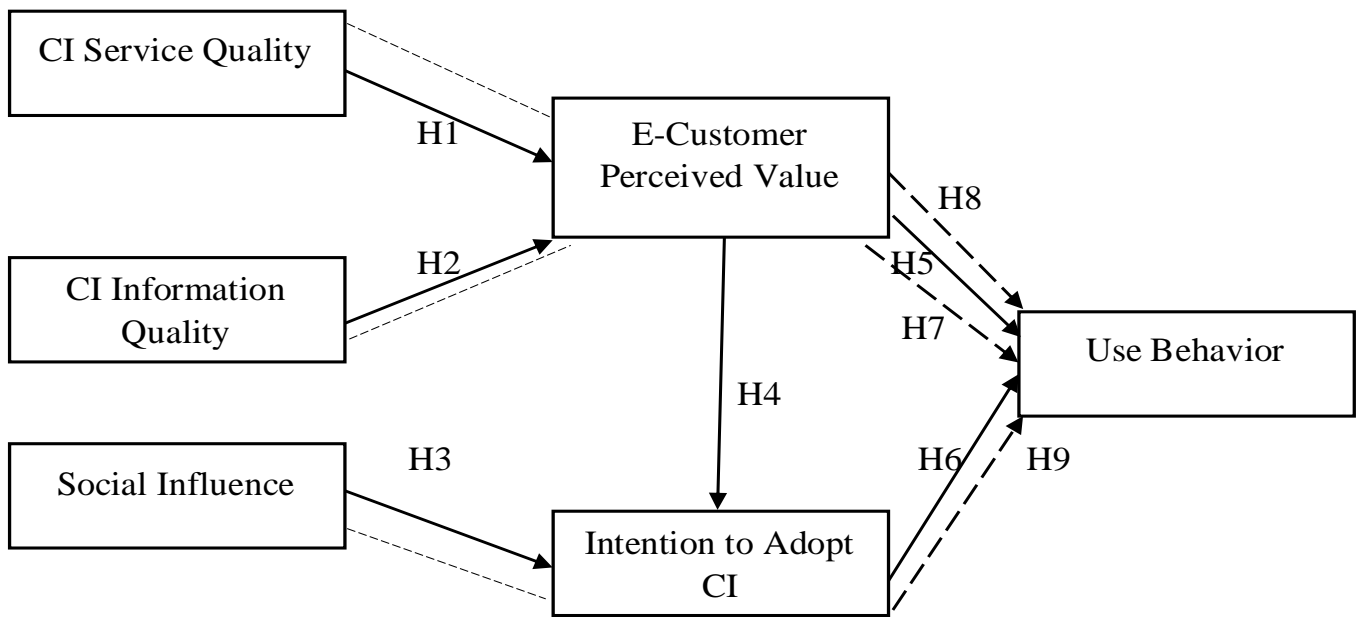 CI Service Quality
H1
E-Customer
Perceived Value
H8
H2
H5
CI Information
Quality
H7
Use Behavior
H4
H3
H6
H9
Social Influence
Intention to Adopt
CI